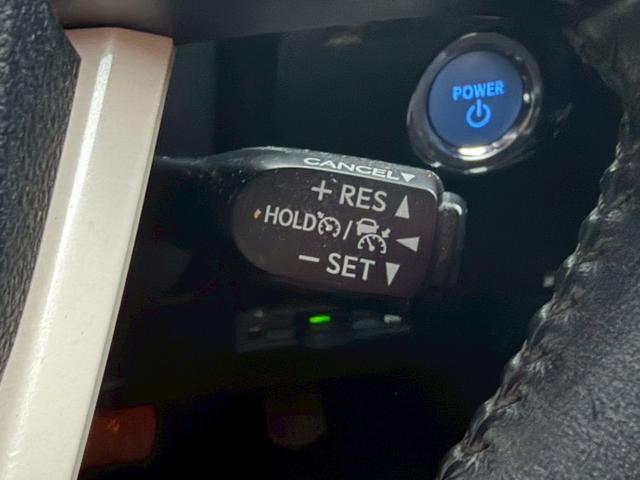 POWER
CANCEL▼
+ RES ▲
HOLD / ◀
− SET ▼